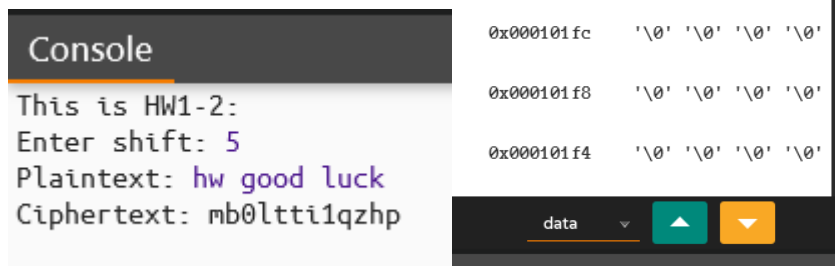 Console
This is HW1-2:
Enter shift: 5
Plaintext: hw good luck
Ciphertext: mb0ltti1qzhp
0x000101fc '\0' '\0' '\0' '\0'
0x000101f8 '\0' '\0' '\0' '\0'
0x000101f4 '\0' '\0' '\0' '\0'
data